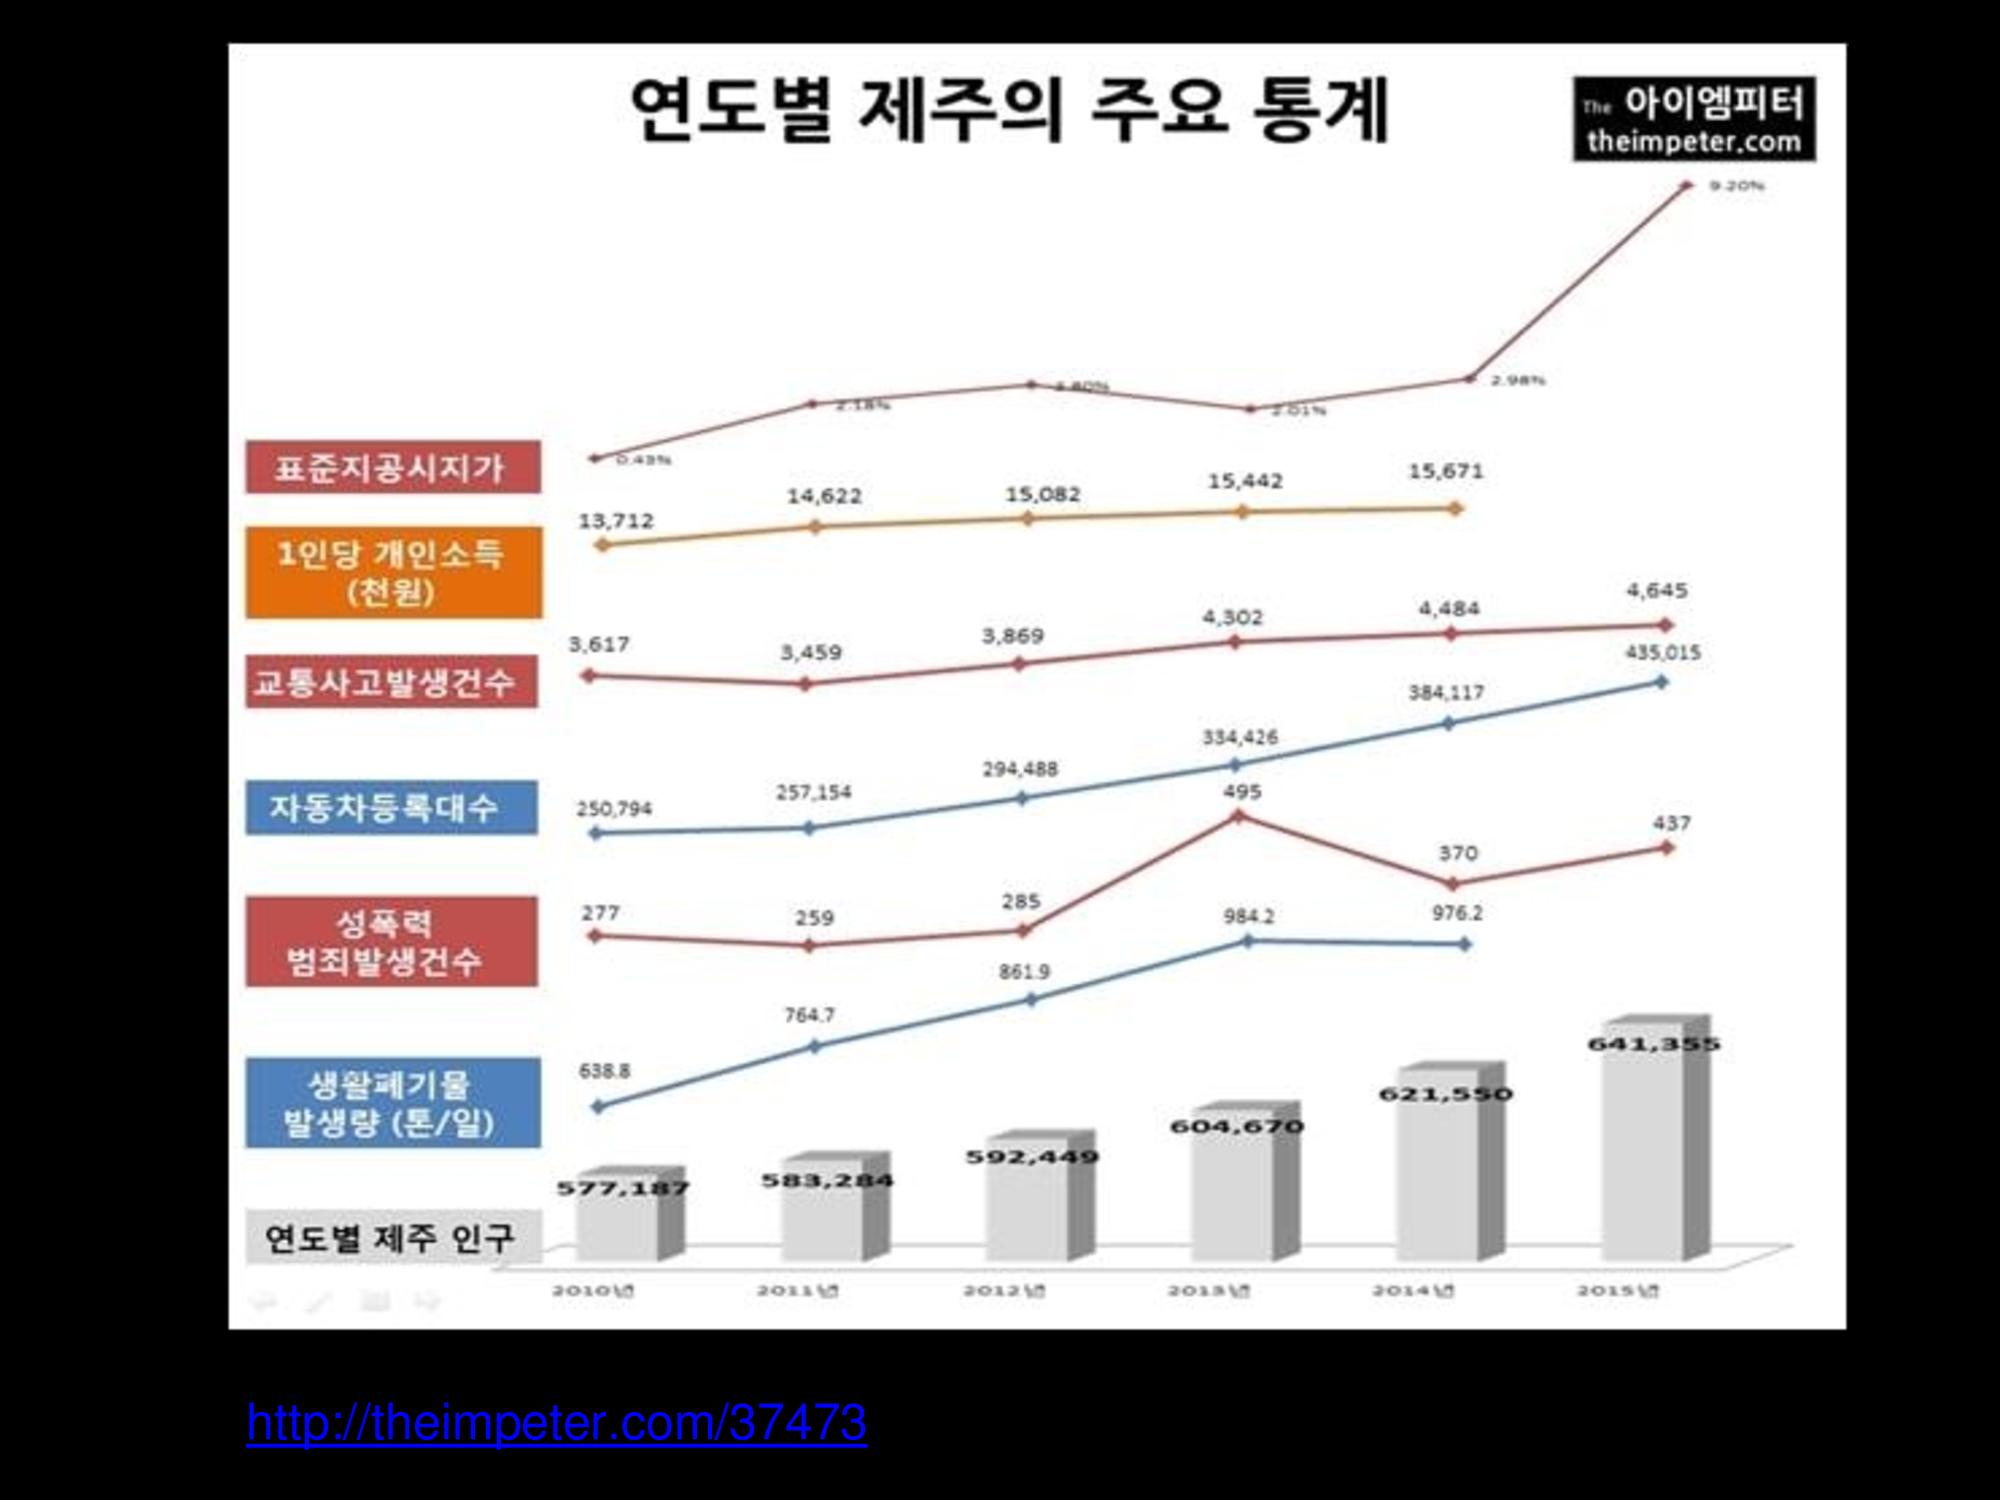 연도별 제주의 주요 통계
The 아이엠피터
theimpeter.com
9.20%
2.98%
2.18%
2.01%
0.43%
표준지공시지가
13,712 14,622 15,082 15,442 15,671
1인당 개인소득
(천원)
3,617 3,459 3,869 4,302 4,484 4,645
교통사고발생건수
250,794 257,154 294,488 334,426 384,117 435,015
자동차등록대수
277 259 285 495 370 437
성폭력
범죄발생건수
638.8 764.7 861.9 984.2 976.2
생활폐기물
발생량 (톤/일)
577,187 583,284 592,449 604,670 621,550 641,355
연도별 제주 인구
2010년 2011년 2012년 2013년 2014년 2015년
http://theimpeter.com/37473